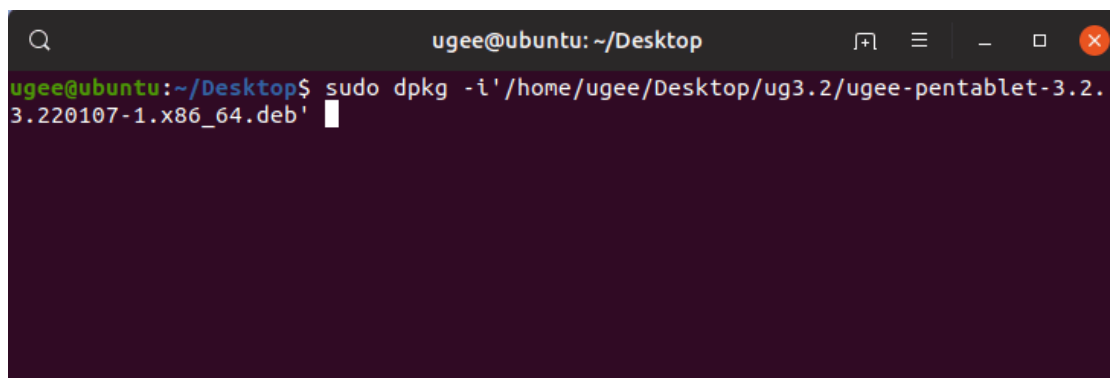 ugee@ubuntu: ~/Desktop
ugee@ubuntu:~/Desktop$ sudo dpkg -i'/home/ugee/Desktop/ug3.2/ugee-pentablet-3.2.
3.220107-1.x86_64.deb'